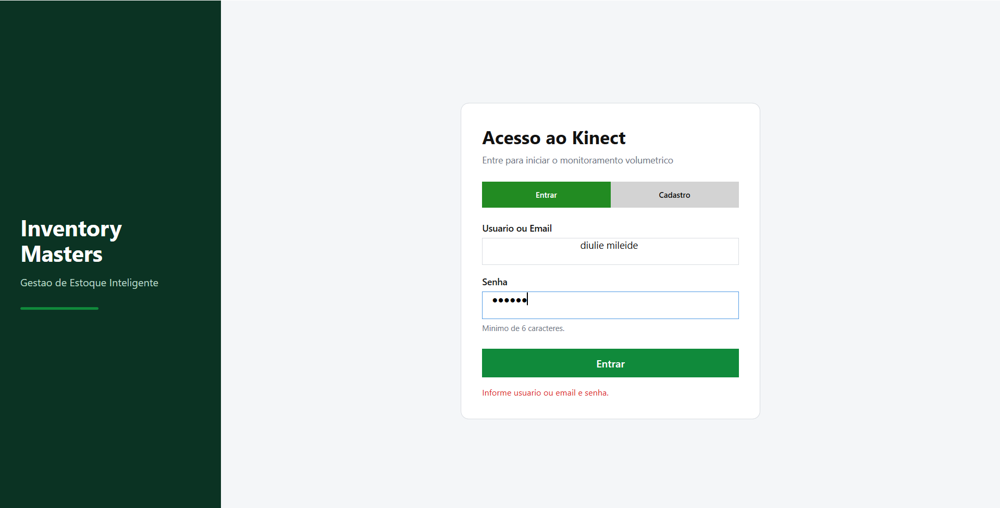 Inventory
Masters
Gestao de Estoque Inteligente
Acesso ao Kinect
Entre para iniciar o monitoramento volumetrico
Entrar
Cadastro
Usuario ou Email
diulie mileide
Senha
●●●●●●
Minimo de 6 caracteres.
Entrar
Informe usuario ou email e senha.